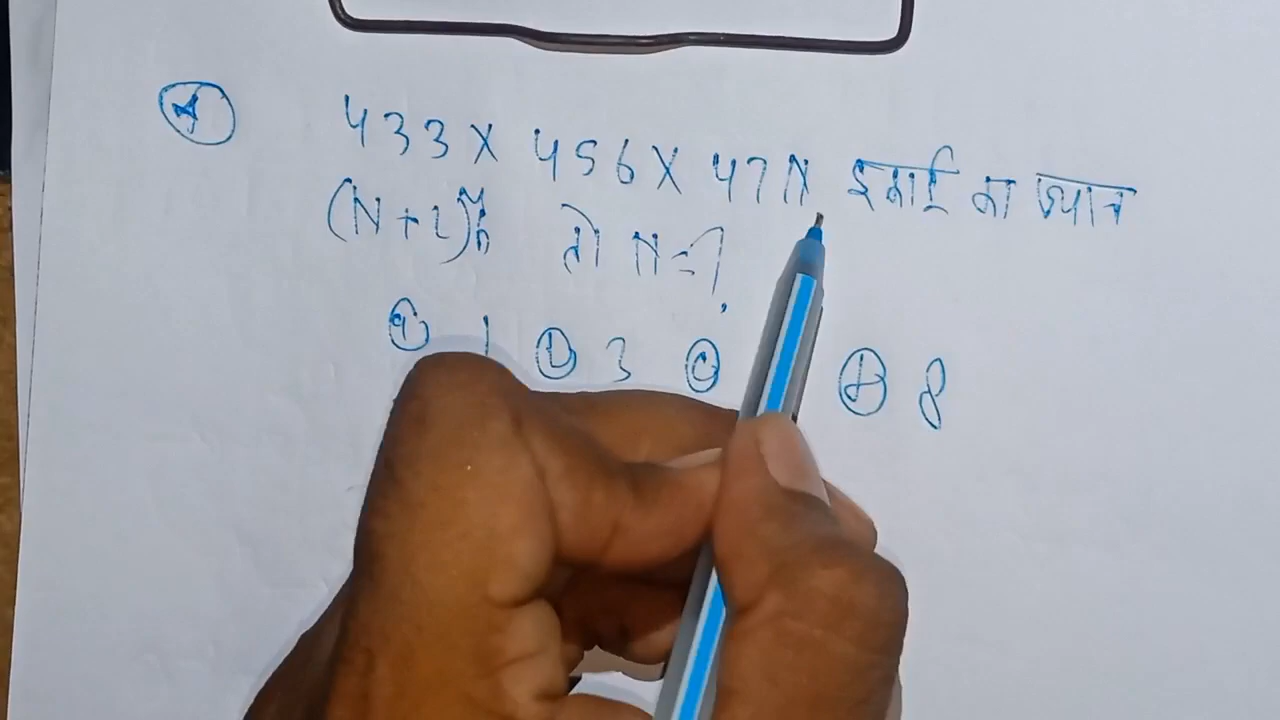 433 x 456 x 47N इकाई का स्थान
(N+2) है तो N=?
(a) 1 (b) 3 (c) (D) 8